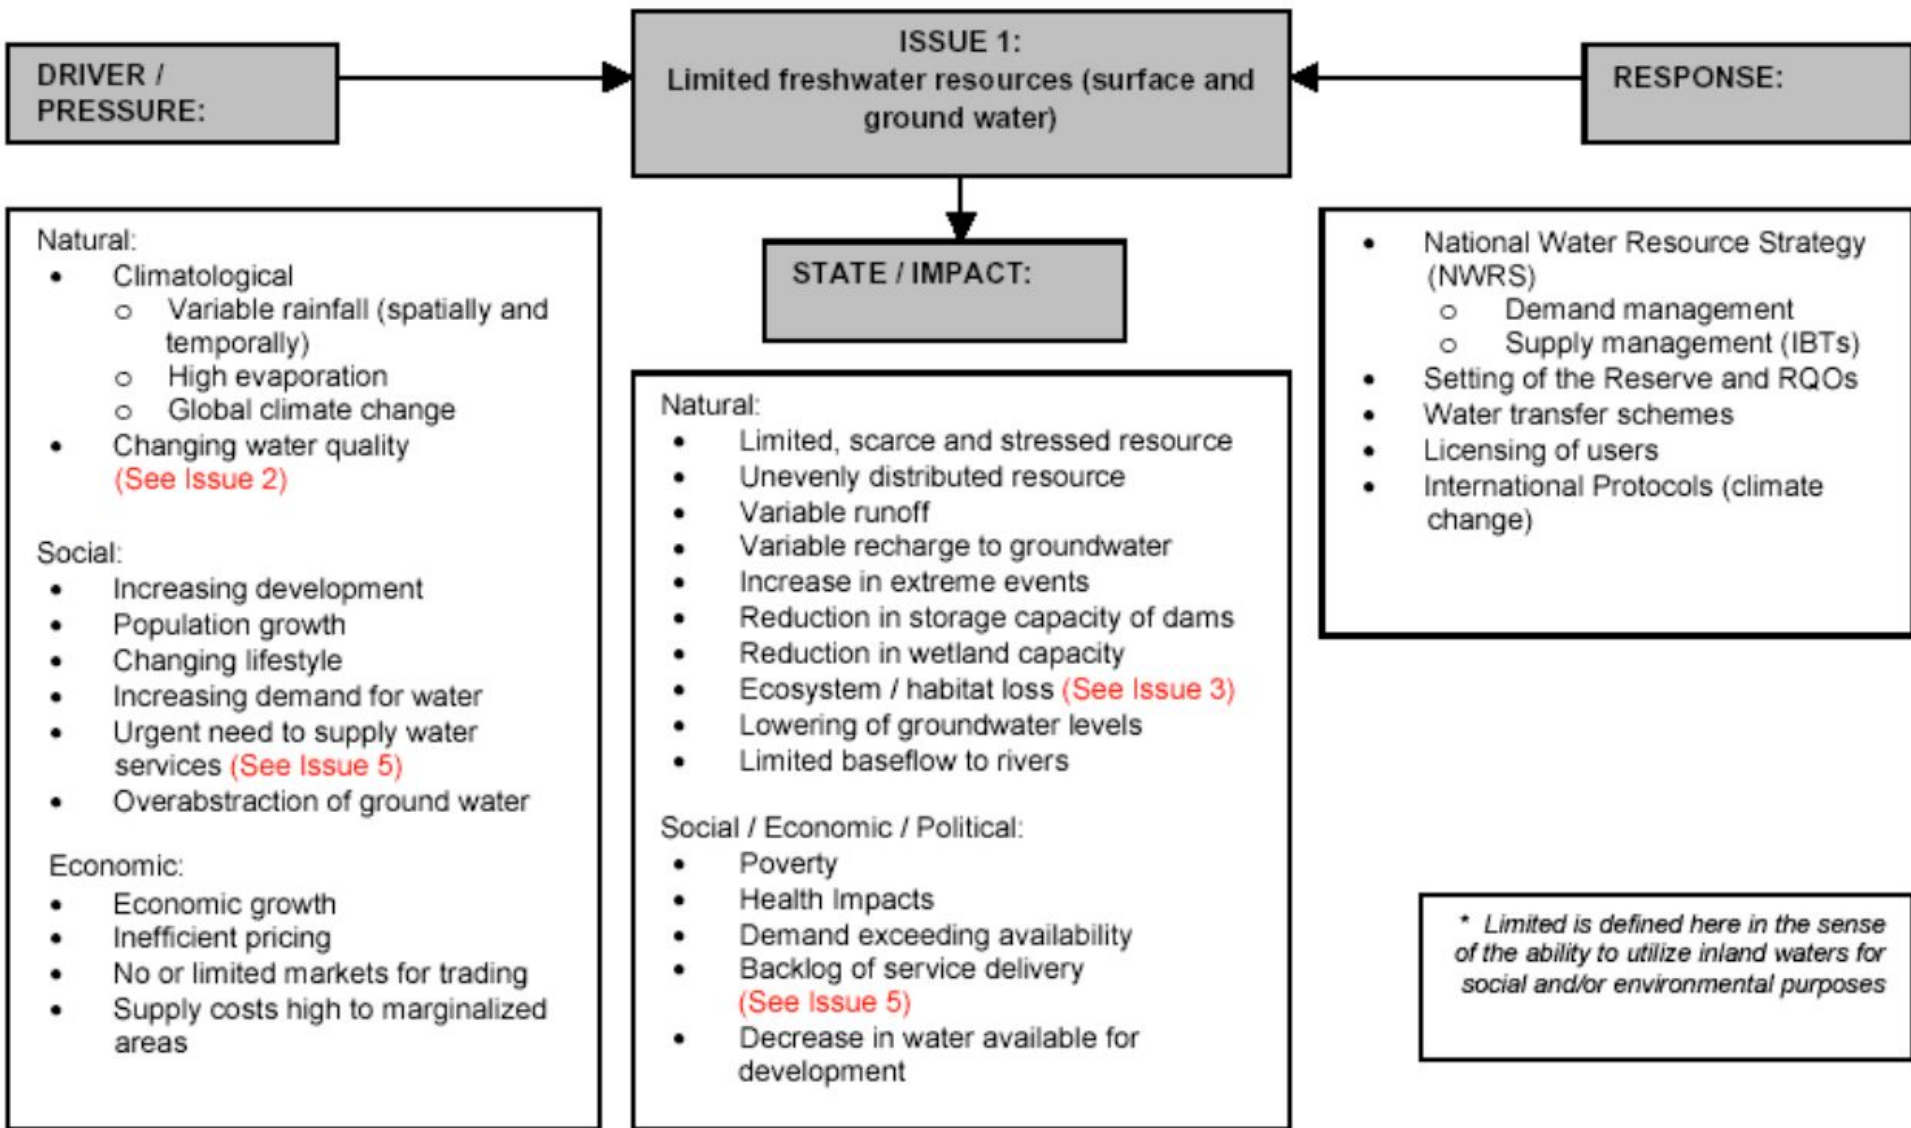 DRIVER /
PRESSURE:
ISSUE 1:
Limited freshwater resources (surface and
ground water)
RESPONSE:
Natural:
• Climatological
o Variable rainfall (spatially and
temporally)
o High evaporation
o Global climate change
• Changing water quality
(See Issue 2)
Social:
• Increasing development
• Population growth
• Changing lifestyle
• Increasing demand for water
• Urgent need to supply water
services (See Issue 5)
• Overabstraction of ground water
Economic:
• Economic growth
• Inefficient pricing
• No or limited markets for trading
• Supply costs high to marginalized
areas
STATE / IMPACT:
Natural:
• Limited, scarce and stressed resource
• Unevenly distributed resource
• Variable runoff
• Variable recharge to groundwater
• Increase in extreme events
• Reduction in storage capacity of dams
• Reduction in wetland capacity
• Ecosystem / habitat loss (See Issue 3)
• Lowering of groundwater levels
• Limited baseflow to rivers
Social / Economic / Political:
• Poverty
• Health Impacts
• Demand exceeding availability
• Backlog of service delivery
(See Issue 5)
• Decrease in water available for
development
• National Water Resource Strategy
(NWRS)
o Demand management
o Supply management (IBTs)
• Setting of the Reserve and RQOs
• Water transfer schemes
• Licensing of users
• International Protocols (climate
change)
* Limited is defined here in the sense
of the ability to utilize inland waters for
social and/or environmental purposes